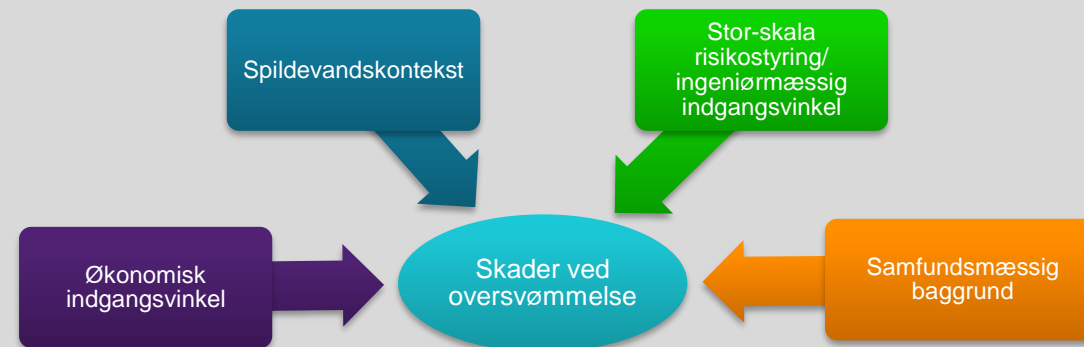 Spildevandskontekst
Stor-skala
risikostyring/
ingeniørmæssig
indgangsvinkel
Økonomisk
indgangsvinkel
Skader ved
oversvømmelse
Samfundsmæssig
baggrund